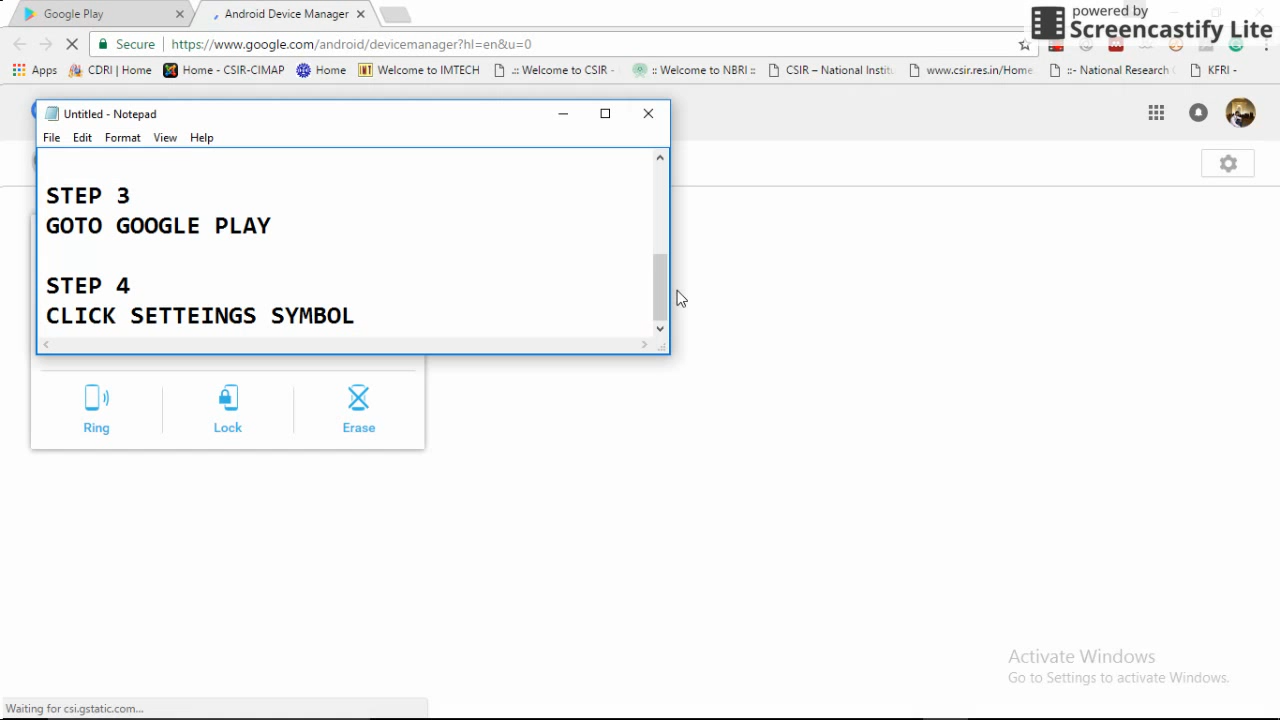 Google Play
Android Device Manager
powered by
Screencastify Lite
Secure
https://www.google.com/android/devicemanager?hl=en&u=0
Apps
CDRI | Home
Home - CSIR-CIMAP
Home
Welcome to IMTECH
.:: Welcome to CSIR -
:: Welcome to NBRI ::
CSIR – National Instit
www.csir.res.in/Home
::- National Research
KFRI -
Untitled - Notepad
File Edit Format View Help
STEP 3
GOTO GOOGLE PLAY
STEP 4
CLICK SETTEINGS SYMBOL
Ring
Lock
Erase
Activate Windows
Go to Settings to activate Windows.
Waiting for csi.gstatic.com...